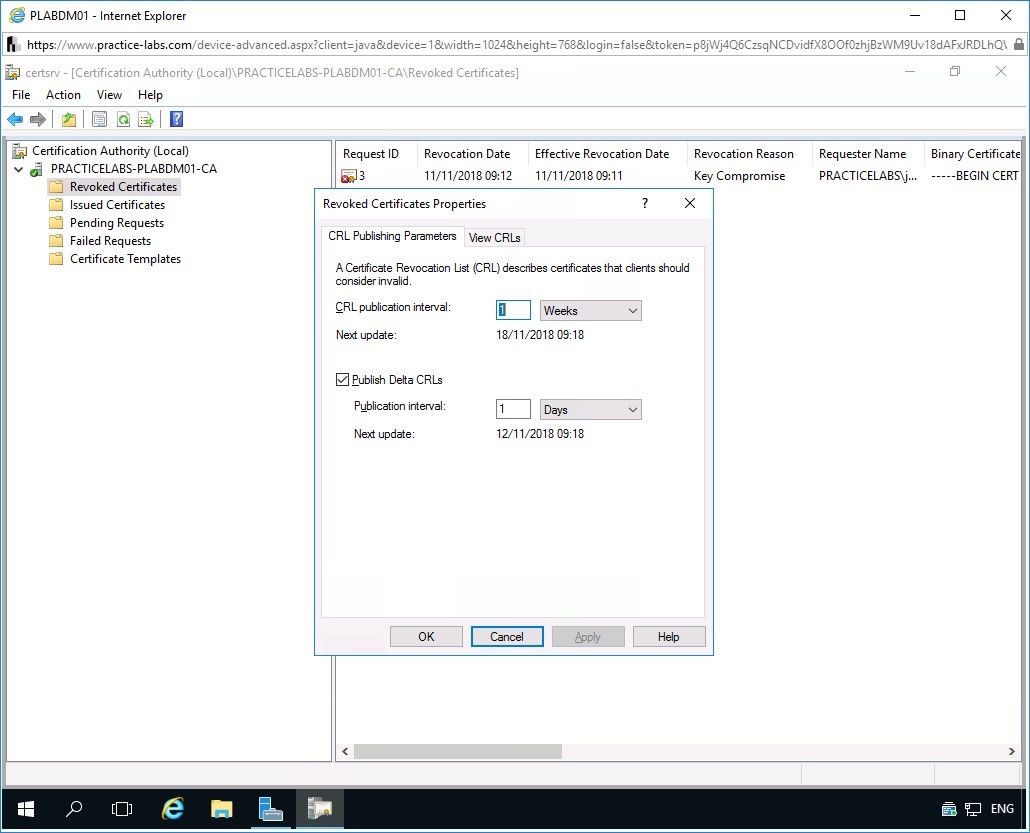 PLABDM01 - Internet Explorer
https://www.practice-labs.com/device-advanced.aspx?client=java&device=1&width=1024&height=768&login=false&token=p8jWj4Q6CzsqNCDvidfX8OOf0zhjBzWM9Uv18dAFxJRDLhQ\
certsrv - [Certification Authority (Local)\PRACTICELABS-PLABDM01-CA\Revoked Certificates]
File Action View Help
Certification Authority (Local)
PRACTICELABS-PLABDM01-CA
Revoked Certificates
Issued Certificates
Pending Requests
Failed Requests
Certificate Templates
Request ID Revocation Date Effective Revocation Date Revocation Reason Requester Name Binary Certificate
3 11/11/2018 09:12 11/11/2018 09:11 Key Compromise PRACTICELABS\j... -----BEGIN CERT
Revoked Certificates Properties ?
CRL Publishing Parameters View CRLs
A Certificate Revocation List (CRL) describes certificates that clients should
consider invalid.
CRL publication interval: 1 Weeks
Next update: 18/11/2018 09:18
Publish Delta CRLs
Publication interval: 1 Days
Next update: 12/11/2018 09:18
OK Cancel Apply Help
ENG